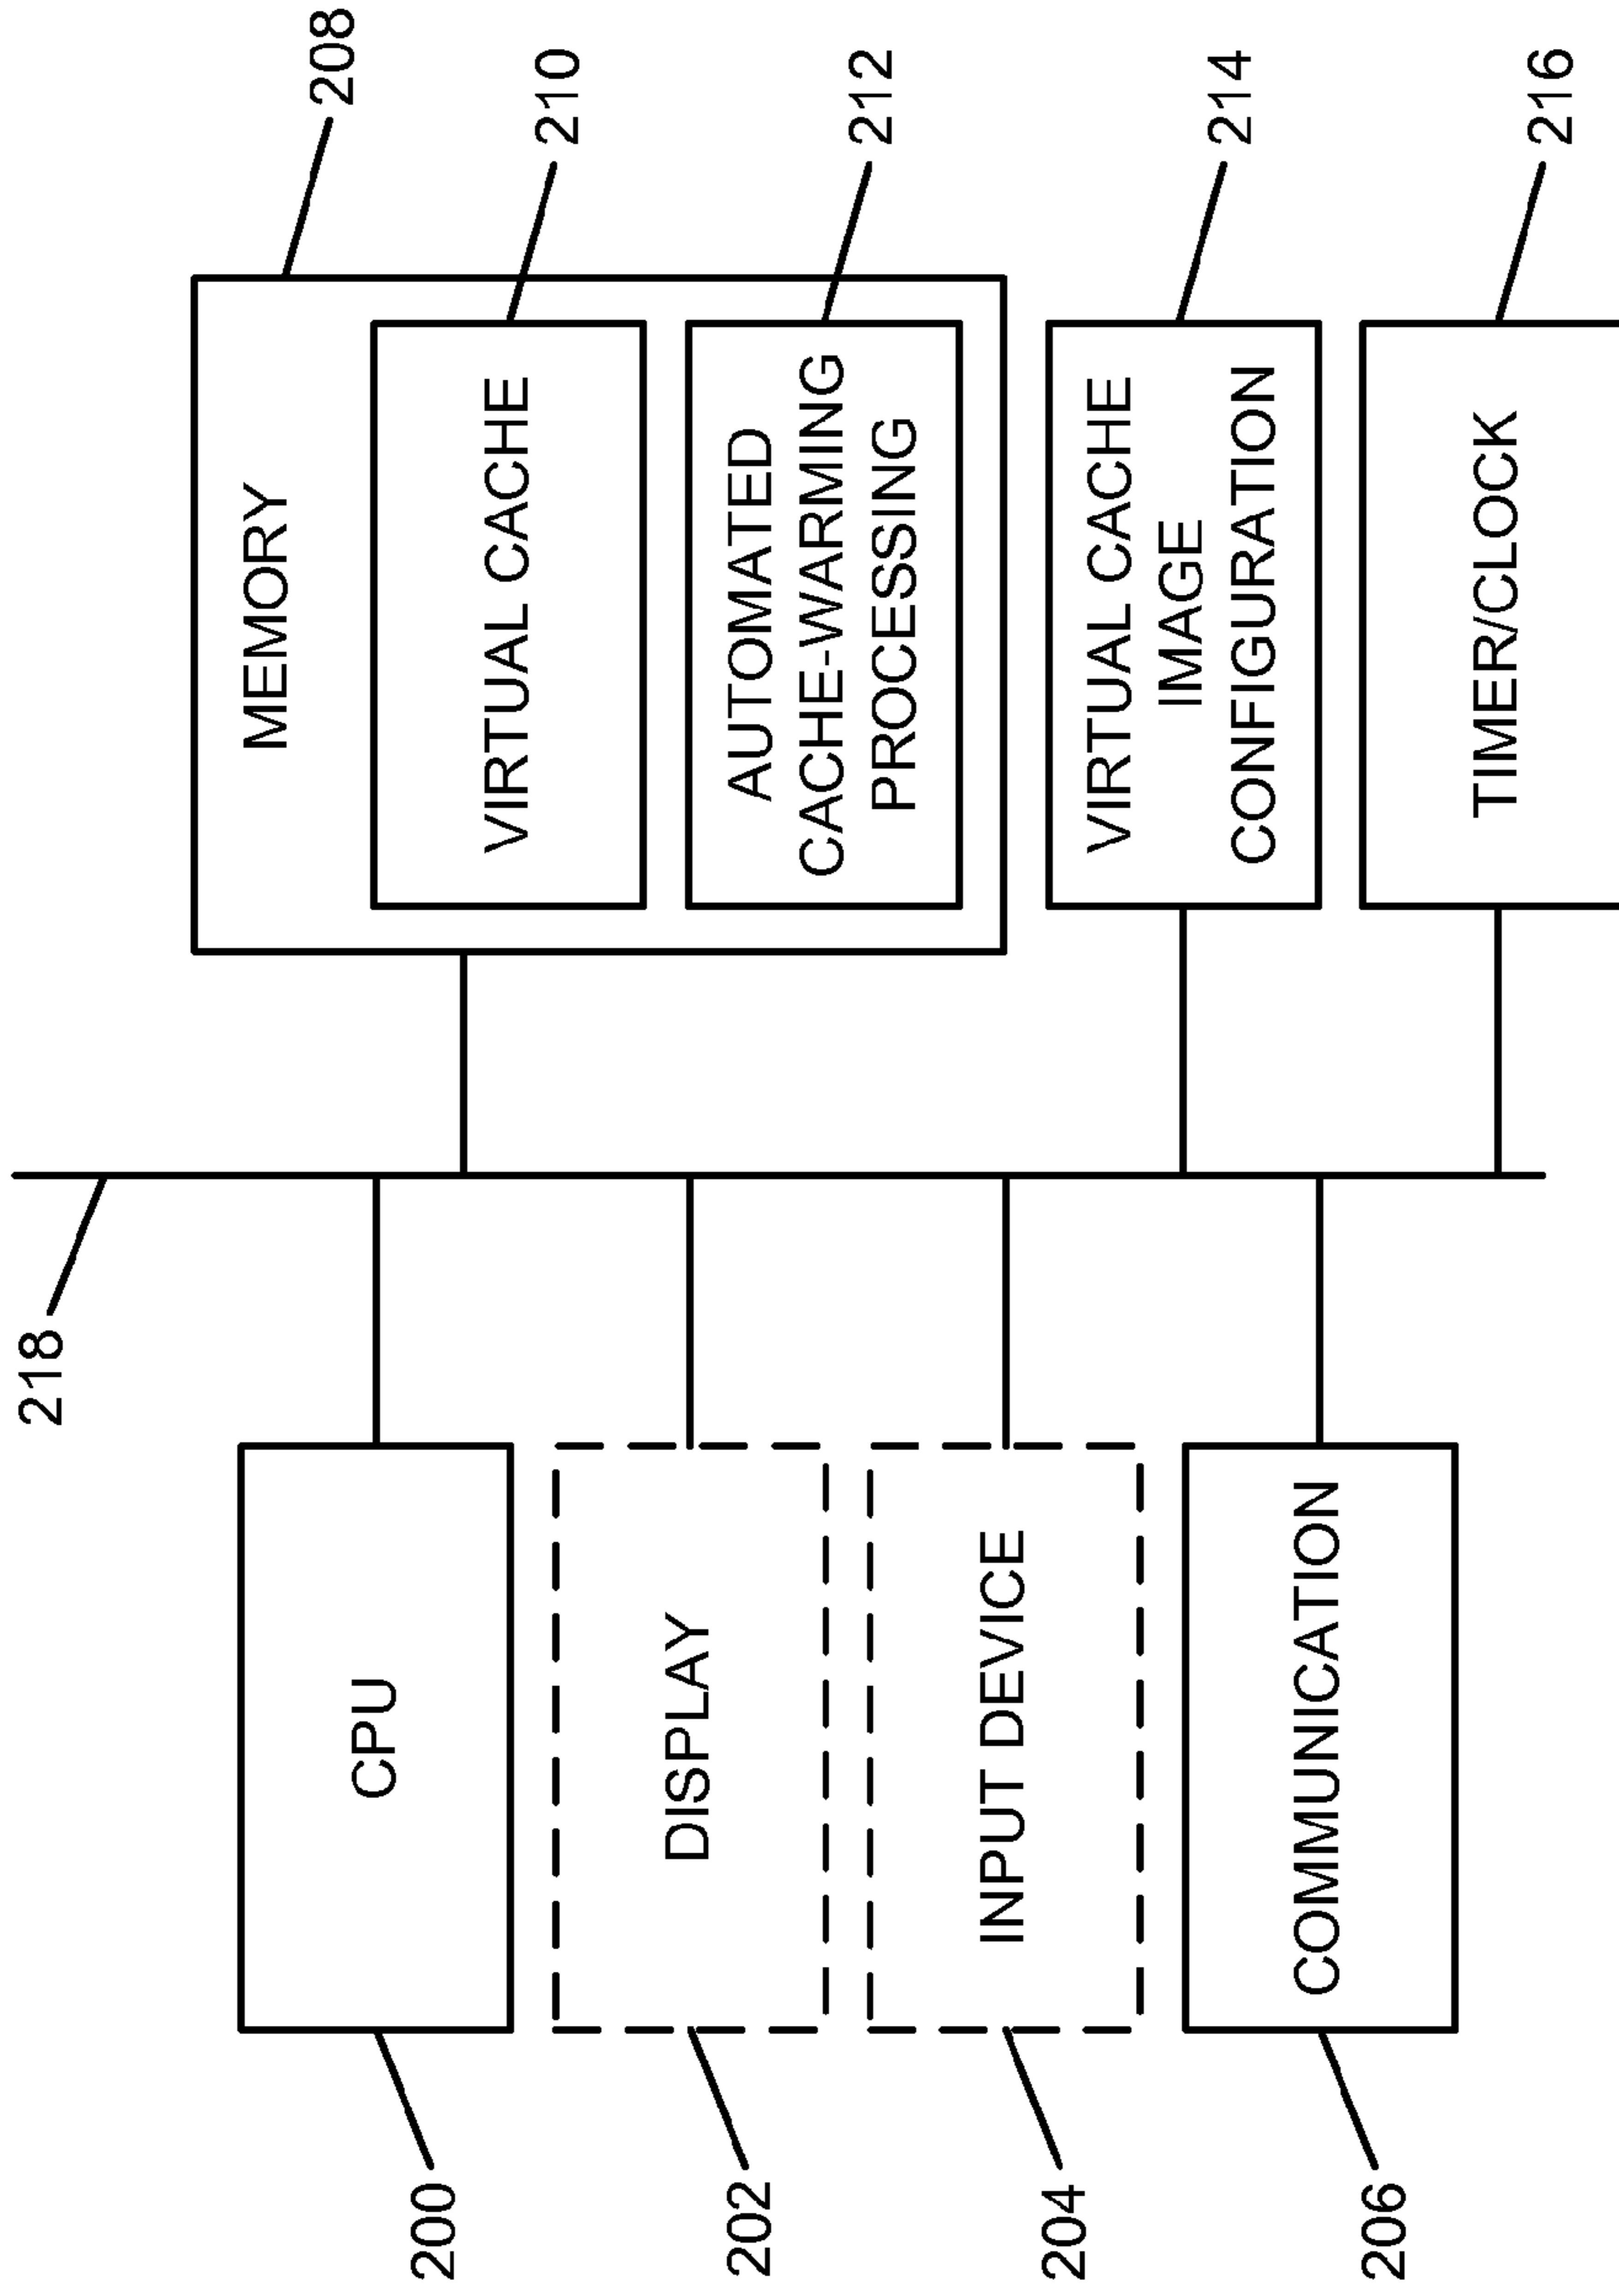 218
208
MEMORY
200
CPU
VIRTUAL CACHE
210
202
DISPLAY
AUTOMATED
CACHE-WARMING
PROCESSING
212
204
INPUT DEVICE
VIRTUAL CACHE
IMAGE
CONFIGURATION
214
206
COMMUNICATION
TIMER/CLOCK
216